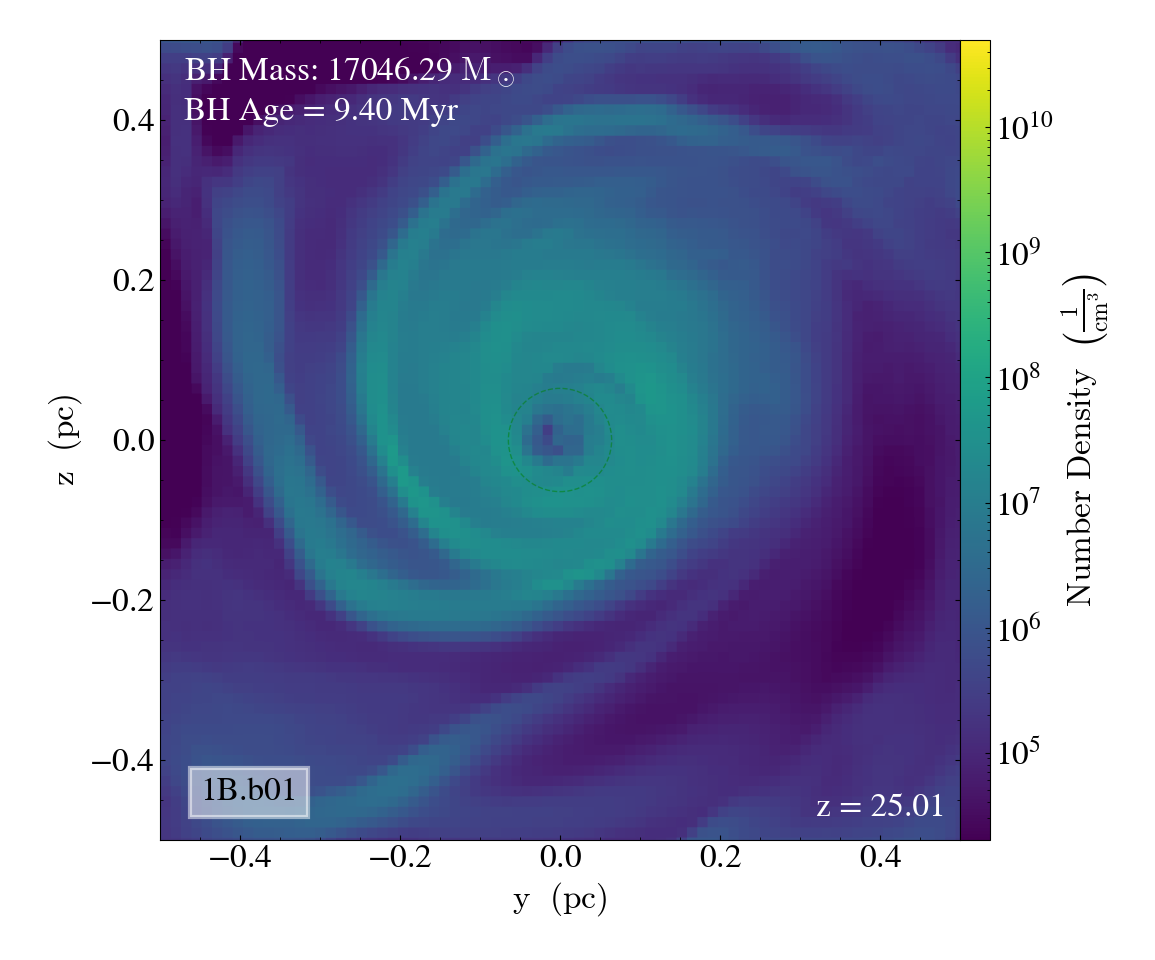 BH Mass: 17046.29 M⊙
BH Age = 9.40 Myr
1B.b01
z = 25.01
0.4
0.2
0.0
−0.2
−0.4
z (pc)
−0.4 −0.2 0.0 0.2 0.4
y (pc)
10^10
10^9
10^8
10^7
10^6
10^5
Number Density (1/cm^3)